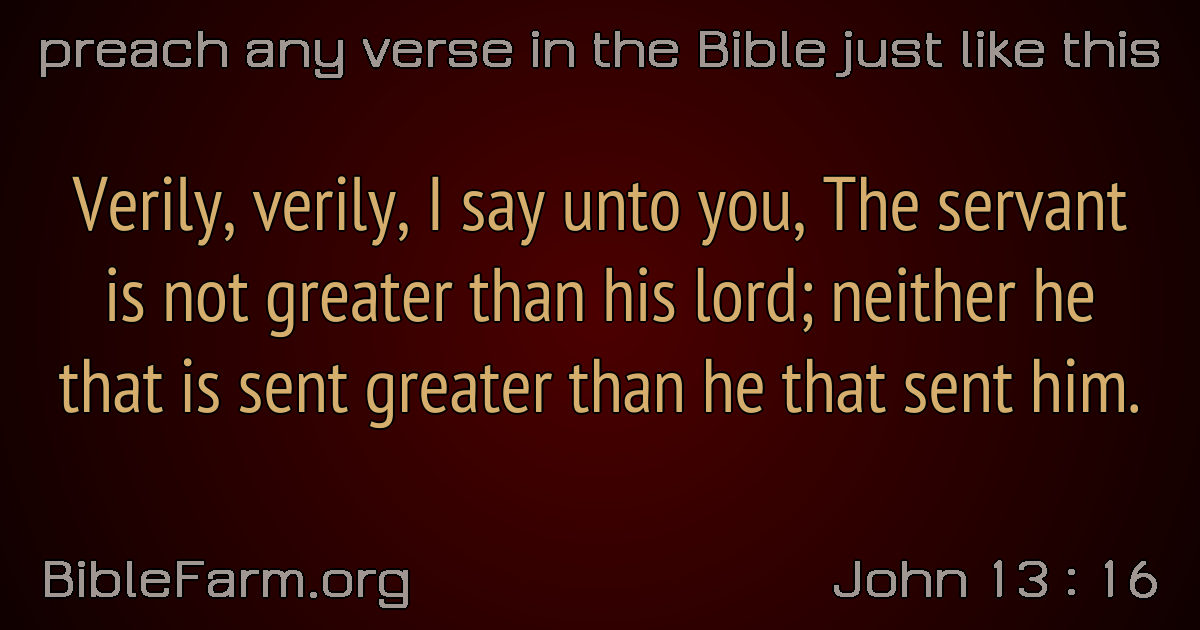 preach any verse in the Bible just like this
Verily, verily, I say unto you, The servant
is not greater than his lord; neither he
that is sent greater than he that sent him.
BibleFarm.org
John 13 : 16